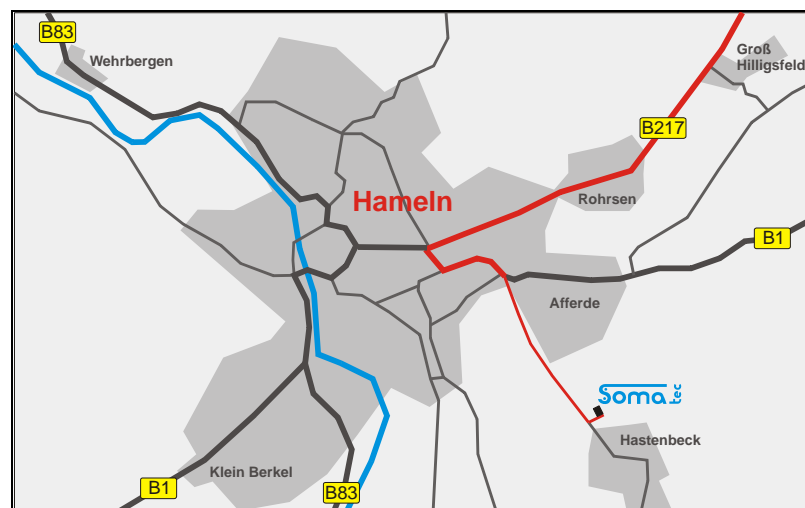 B83
Wehrbergen
Groß
Hilligsfeld
B217
Hameln
Rohrsen
B1
Afferde
Soma tec
Hastenbeck
Klein Berkel
B1
B83